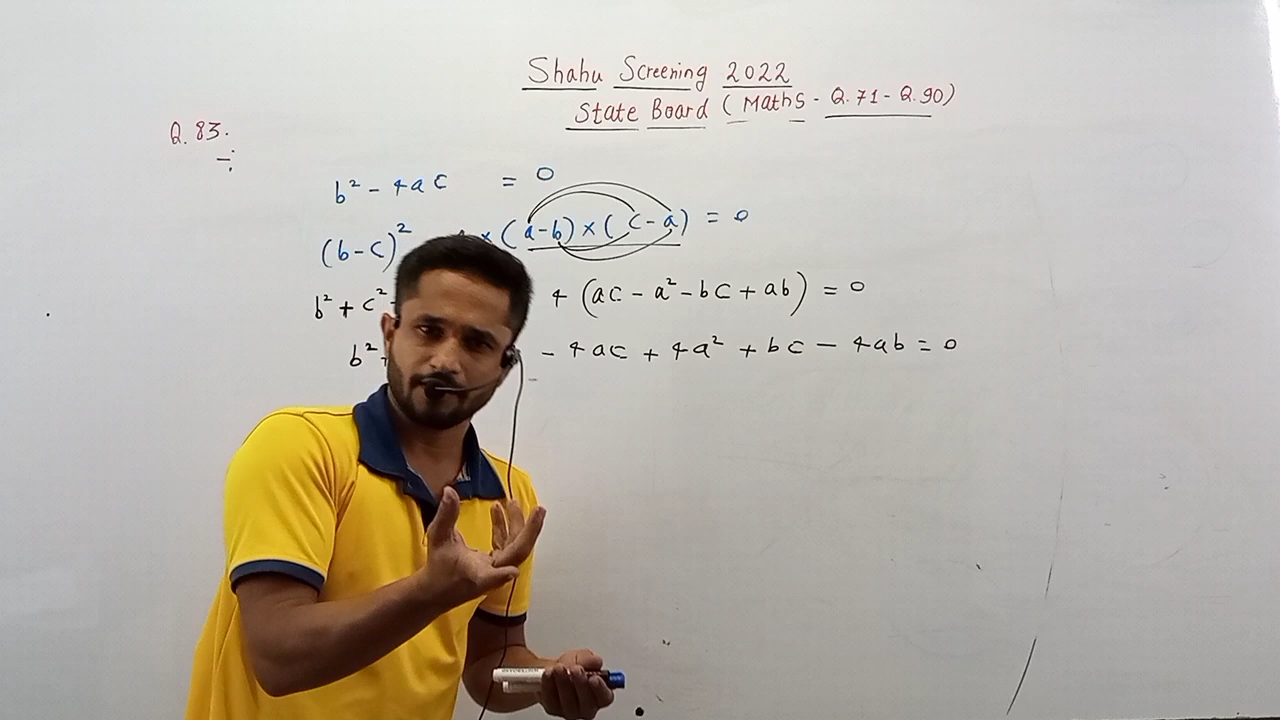 Shahu Screening 2022
State Board (Maths - Q.71 - Q.90)
Q.83.
b² - 4ac = 0
(b-c)² × (a-b) × (c-a) = 0
b² + c² 4 (ac - a² - bc + ab) = 0
b² - 4ac + 4a² + bc - 4ab = 0